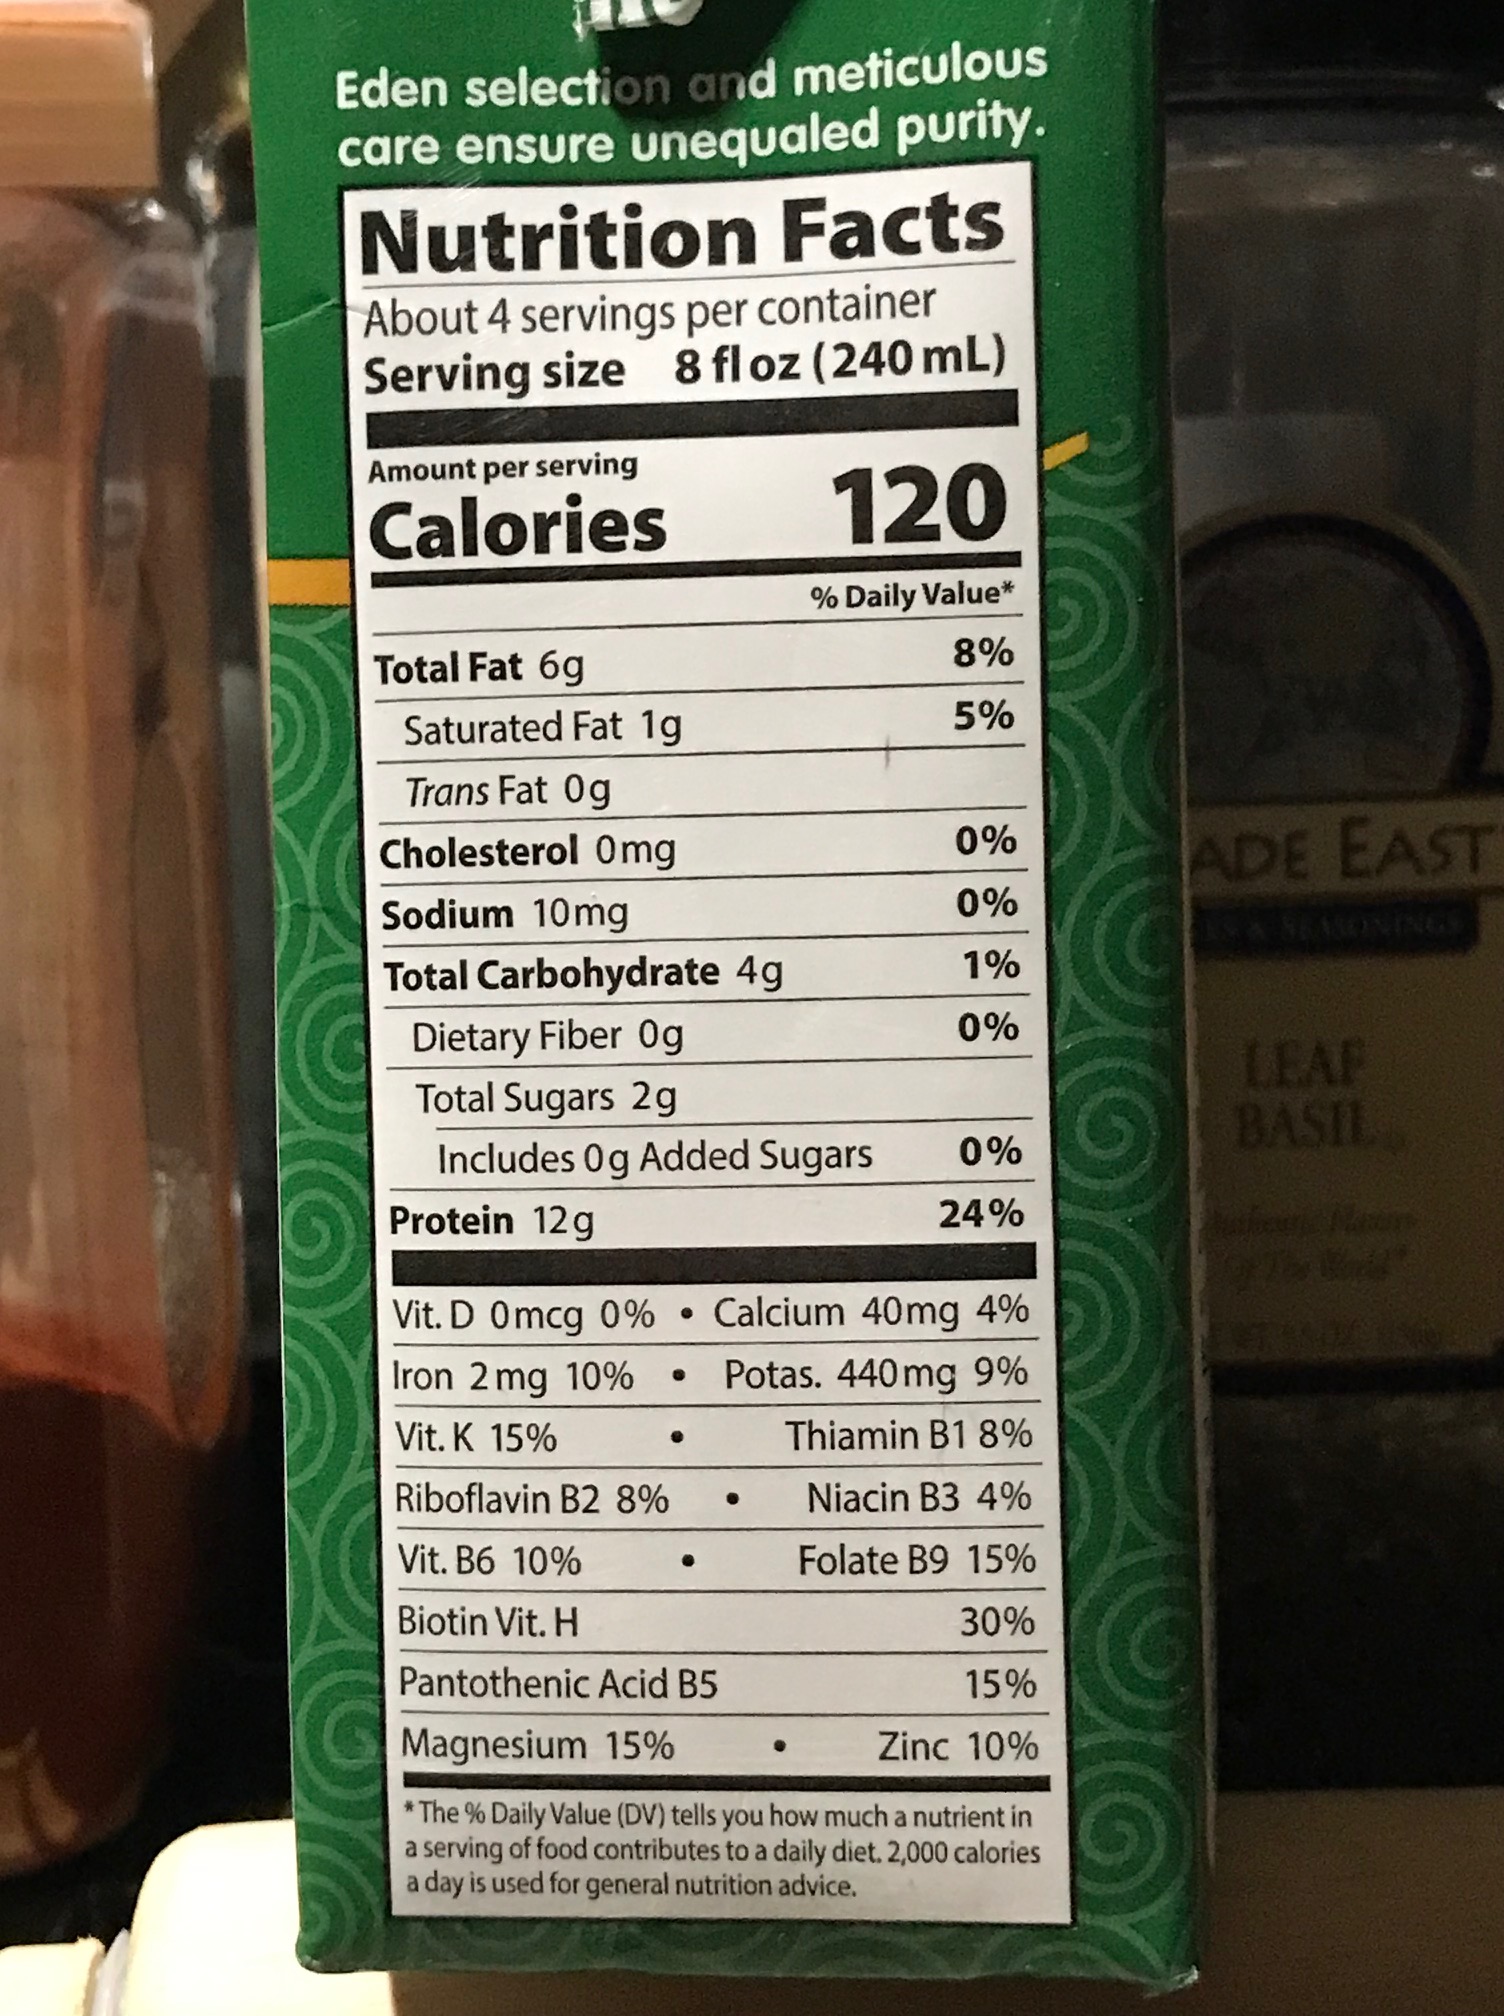 Eden selection and meticulous
care ensure unequaled purity.
Nutrition Facts
About 4 servings per container
Serving size 8 fl oz (240 mL)
Amount per serving
Calories 120
% Daily Value*
Total Fat 6g 8%
Saturated Fat 1g 5%
Trans Fat 0g
Cholesterol 0mg 0%
Sodium 10mg 0%
Total Carbohydrate 4g 1%
Dietary Fiber 0g 0%
Total Sugars 2g
Includes 0g Added Sugars 0%
Protein 12g 24%
Vit. D 0mcg 0% • Calcium 40mg 4%
Iron 2mg 10% • Potas. 440mg 9%
Vit. K 15% • Thiamin B1 8%
Riboflavin B2 8% • Niacin B3 4%
Vit. B6 10% • Folate B9 15%
Biotin Vit. H 30%
Pantothenic Acid B5 15%
Magnesium 15% • Zinc 10%
* The % Daily Value (DV) tells you how much a nutrient in
a serving of food contributes to a daily diet. 2,000 calories
a day is used for general nutrition advice.
EAST
& SEASONINGS
LEAF
BASIL